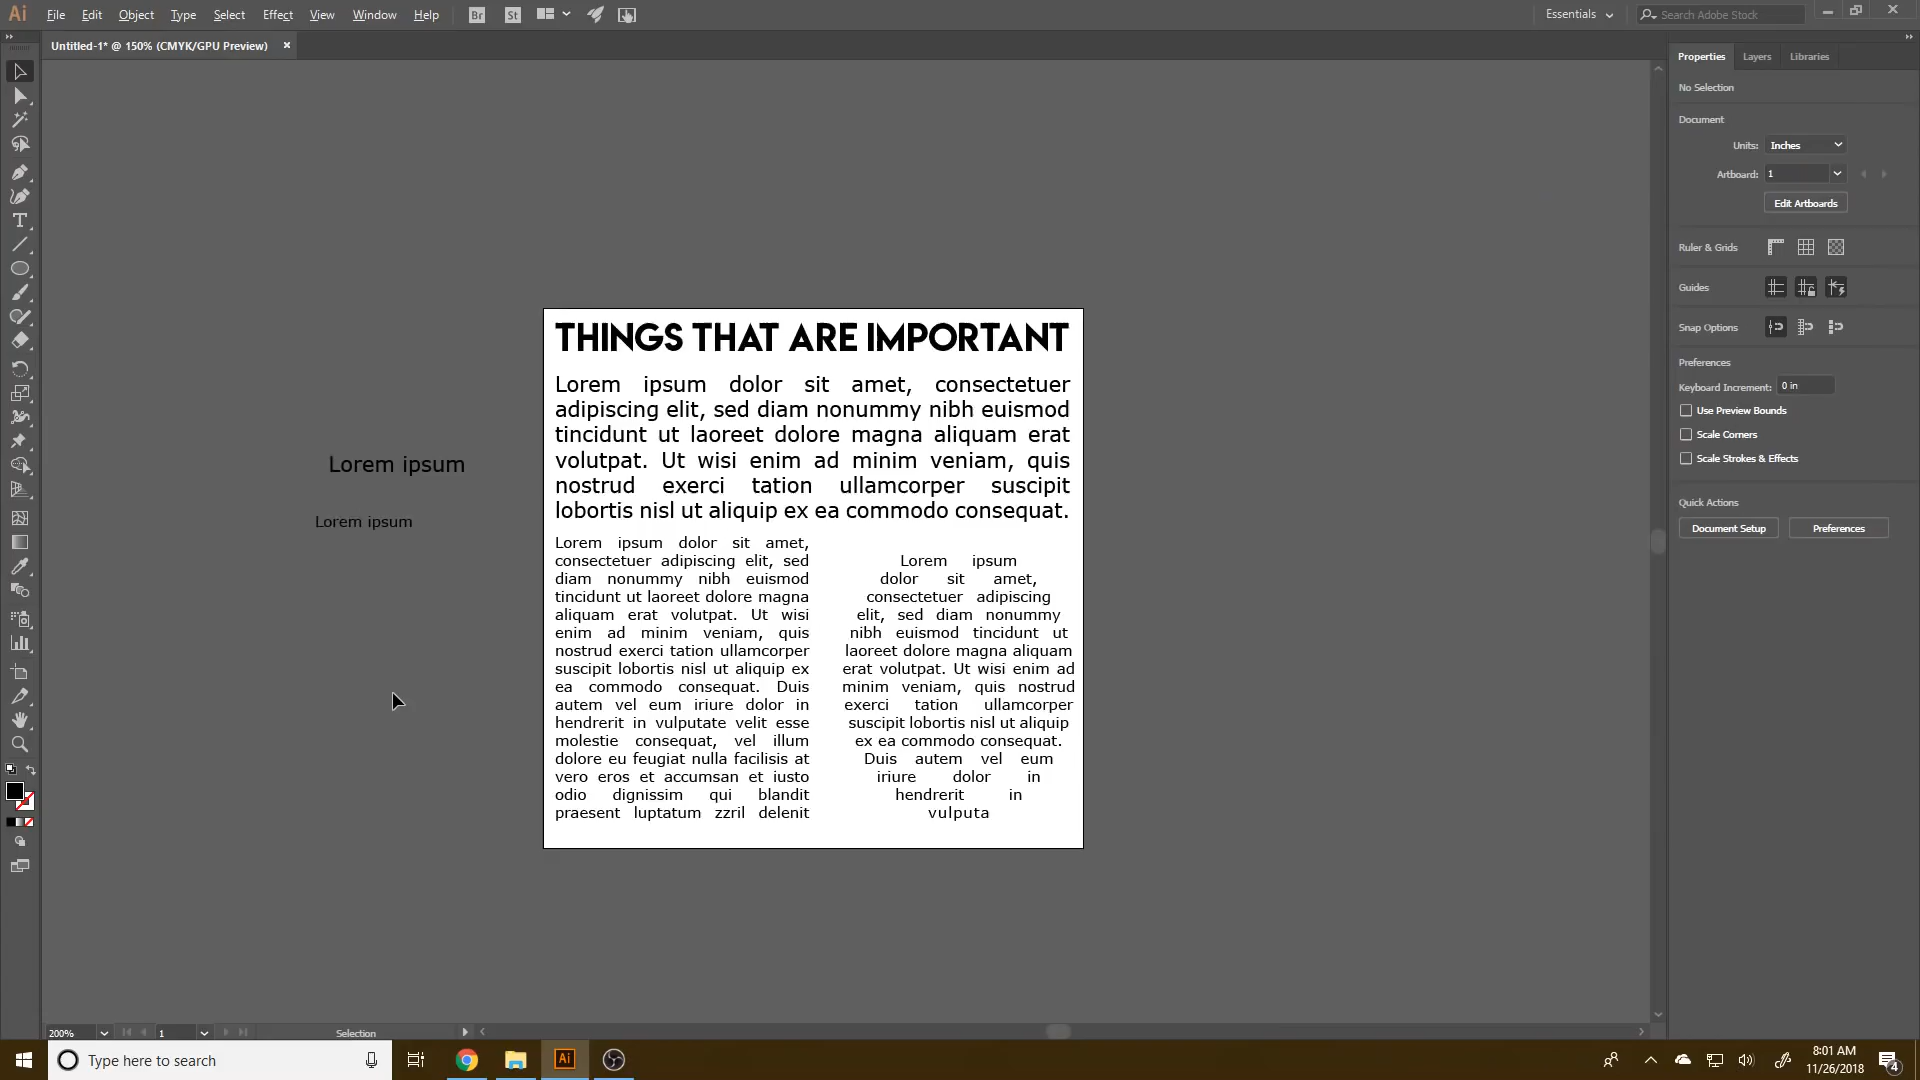 Ai File Edit Object Type Select Effect View Window Help Br St Essentials Search Adobe Stock
Untitled-1* @ 150% (CMYK/GPU Preview) ×
Properties Layers Libraries
No Selection
Document
Units: Inches
Artboard: 1
Edit Artboards
Ruler & Grids
Guides
Snap Options
Preferences
Keyboard Increment: 0 in
Use Preview Bounds
Scale Corners
Scale Strokes & Effects
Quick Actions
Document Setup Preferences
Lorem ipsum
Lorem ipsum
THINGS THAT ARE IMPORTANT
Lorem ipsum dolor sit amet, consectetuer
adipiscing elit, sed diam nonummy nibh euismod
tincidunt ut laoreet dolore magna aliquam erat
volutpat. Ut wisi enim ad minim veniam, quis
nostrud exerci tation ullamcorper suscipit
lobortis nisl ut aliquip ex ea commodo consequat.
Lorem ipsum dolor sit amet,
consectetuer adipiscing elit, sed
diam nonummy nibh euismod
tincidunt ut laoreet dolore magna
aliquam erat volutpat. Ut wisi
enim ad minim veniam, quis
nostrud exerci tation ullamcorper
suscipit lobortis nisl ut aliquip ex
ea commodo consequat. Duis
autem vel eum iriure dolor in
hendrerit in vulputate velit esse
molestie consequat, vel illum
dolore eu feugiat nulla facilisis at
vero eros et accumsan et iusto
odio dignissim qui blandit
praesent luptatum zzril delenit
Lorem ipsum
dolor sit amet,
consectetuer adipiscing
elit, sed diam nonummy
nibh euismod tincidunt ut
laoreet dolore magna aliquam
erat volutpat. Ut wisi enim ad
minim veniam, quis nostrud
exerci tation ullamcorper
suscipit lobortis nisl ut aliquip
ex ea commodo consequat.
Duis autem vel eum
iriure dolor in
hendrerit in
vulputa
200% 1 Selection
Type here to search
Ai
8:01 AM
11/26/2018
4